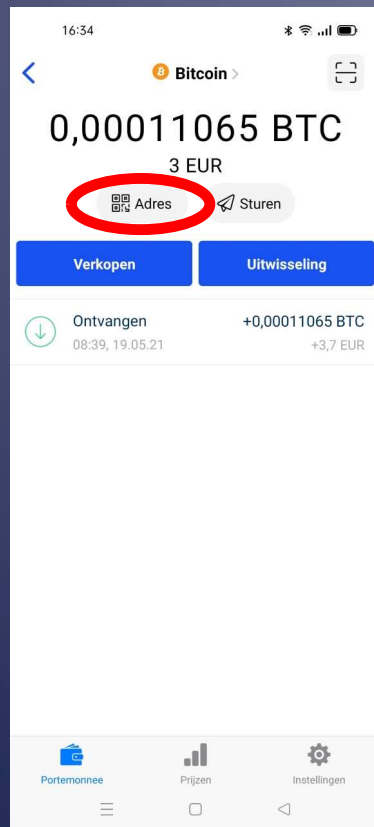 16:34
Bitcoin >
0,00011065 BTC
3 EUR
Adres Sturen
Verkopen Uitwisseling
Ontvangen +0,00011065 BTC
08:39, 19.05.21 +3,7 EUR
Portemonnee Prijzen Instellingen